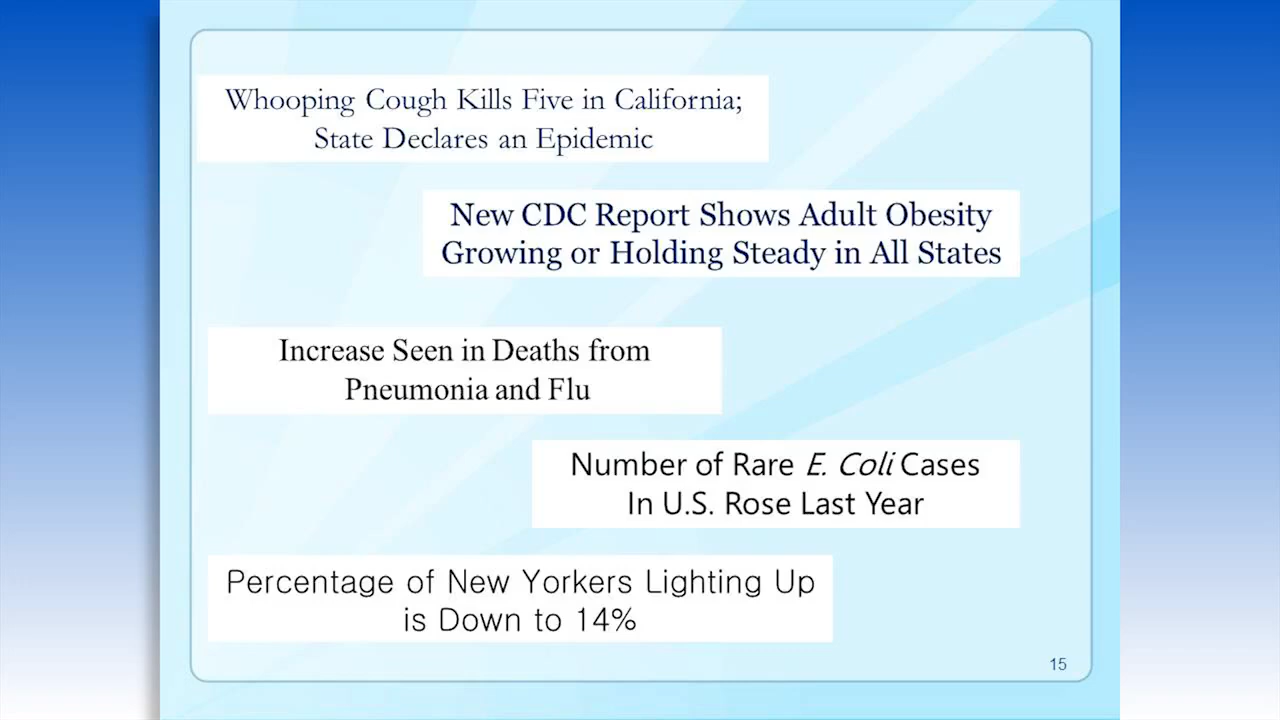 Whooping Cough Kills Five in California;
State Declares an Epidemic
New CDC Report Shows Adult Obesity
Growing or Holding Steady in All States
Increase Seen in Deaths from
Pneumonia and Flu
Number of Rare E. Coli Cases
In U.S. Rose Last Year
Percentage of New Yorkers Lighting Up
is Down to 14%
15